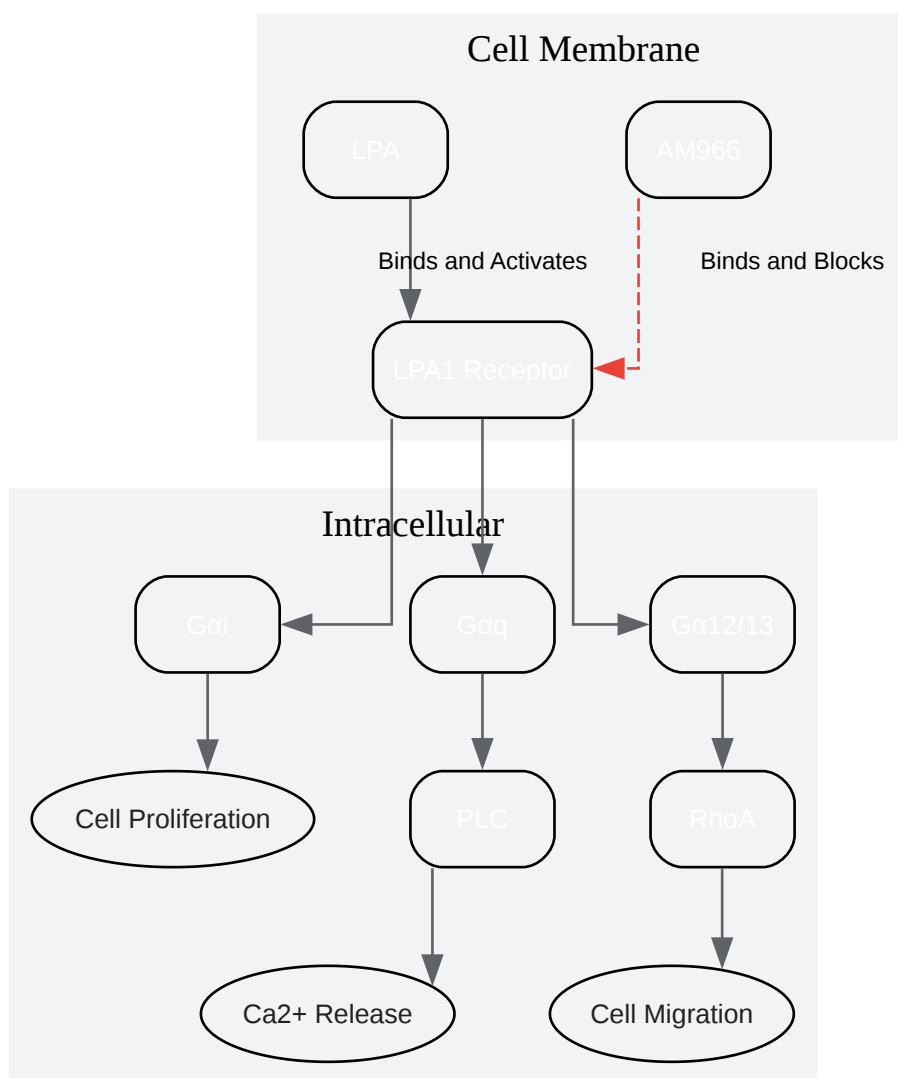 Cell Membrane
LPA
AM966
Binds and Activates
Binds and Blocks
LPA1 Receptor
Intracellular
Gαi
Gαq
Gα12/13
Cell Proliferation
PLC
RhoA
Ca2+ Release
Cell Migration